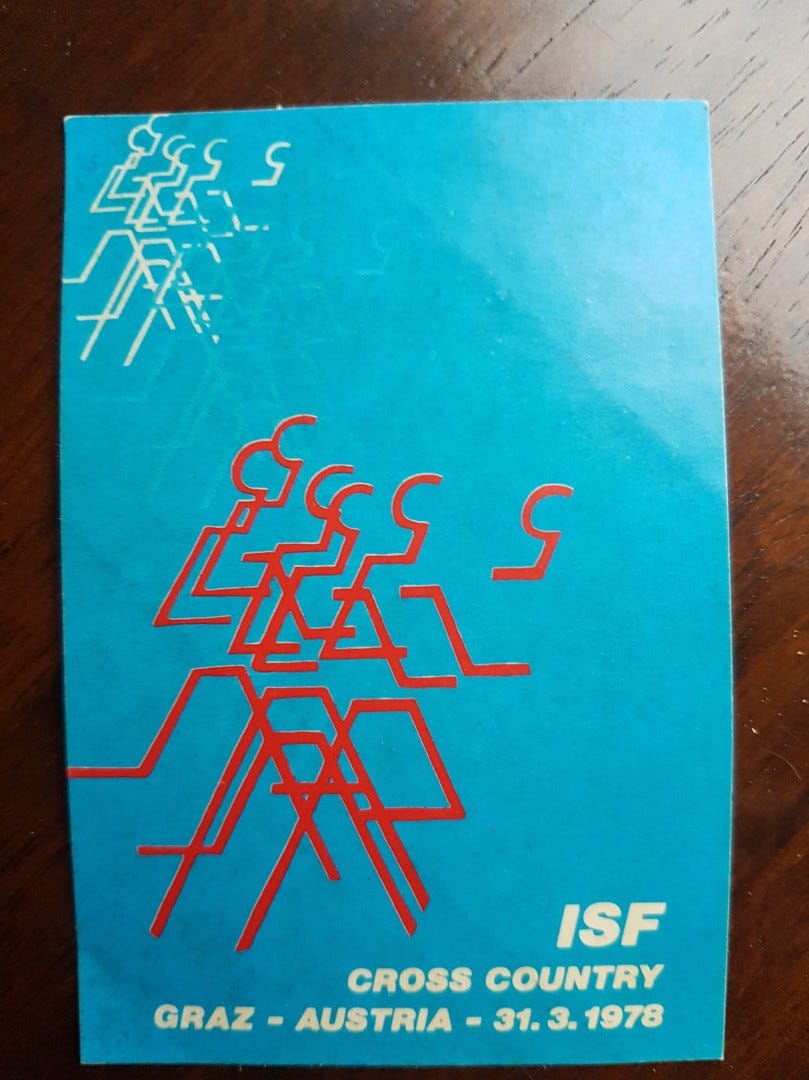 ISF
CROSS COUNTRY
GRAZ - AUSTRIA - 31. 3. 1978